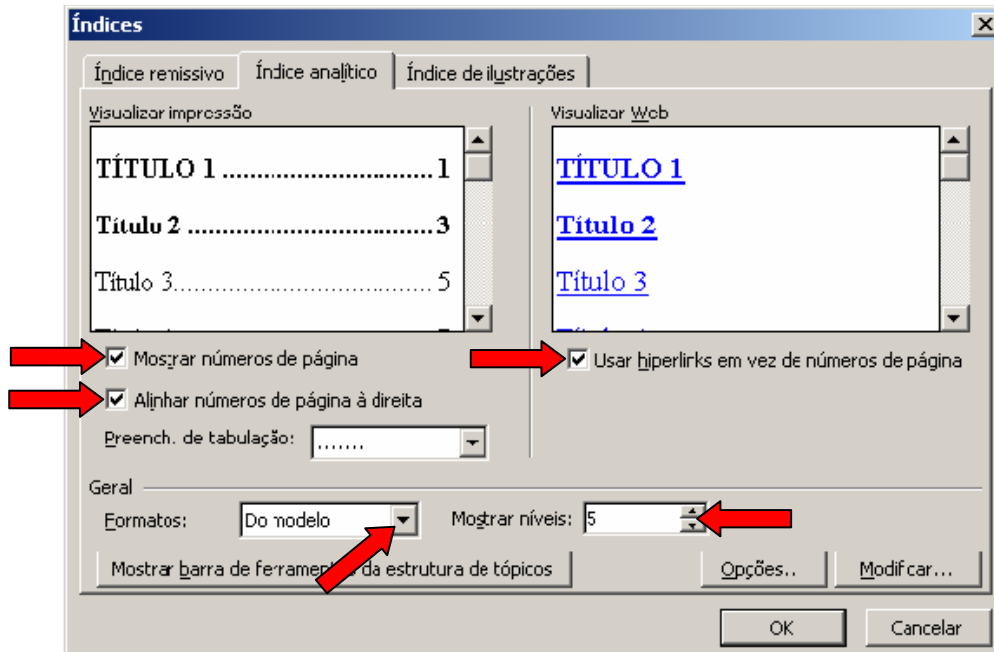 Índices
Índice remissivo
Índice analítico
Índice de ilustrações
Visualizar impressão
TÍTULO 1 ................................ 1
Título 2 ..................................... 3
Título 3...................................... 5
Visualizar Web
TÍTULO 1
Título 2
Título 3
Mostrar números de página
Alinhar números de página à direita
Preench. de tabulação: .......
Usar hiperlinks em vez de números de página
Geral
Formatos: Do modelo
Mostrar níveis: 5
Mostrar barra de ferramentas da estrutura de tópicos
Opções..
Modificar...
OK
Cancelar